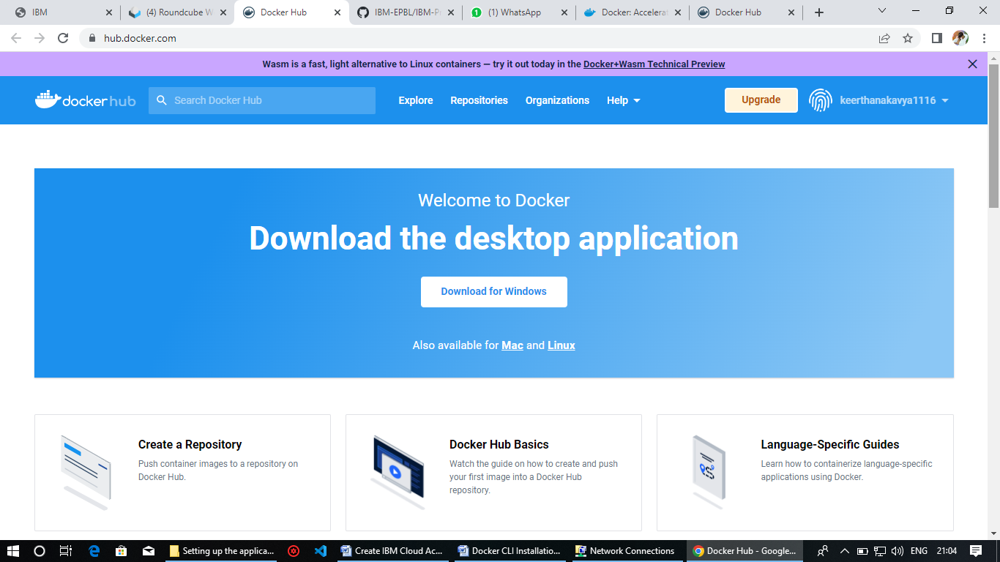 IBM
(4) Roundcube W
Docker Hub
IBM-EPBL/IBM-Pr
(1) WhatsApp
Docker: Accelerat
Docker Hub
hub.docker.com
Wasm is a fast, light alternative to Linux containers — try it out today in the Docker+Wasm Technical Preview
dockerhub
Search Docker Hub
Explore
Repositories
Organizations
Help
Upgrade
keerthanakavya1116
Welcome to Docker
Download the desktop application
Download for Windows
Also available for Mac and Linux
Create a Repository
Push container images to a repository on
Docker Hub.
Docker Hub Basics
Watch the guide on how to create and push
your first image into a Docker Hub
repository.
Language-Specific Guides
Learn how to containerize language-specific
applications using Docker.
Setting up the applica...
Create IBM Cloud Ac...
Docker CLI Installatio...
Network Connections
Docker Hub - Google...
ENG
21:04